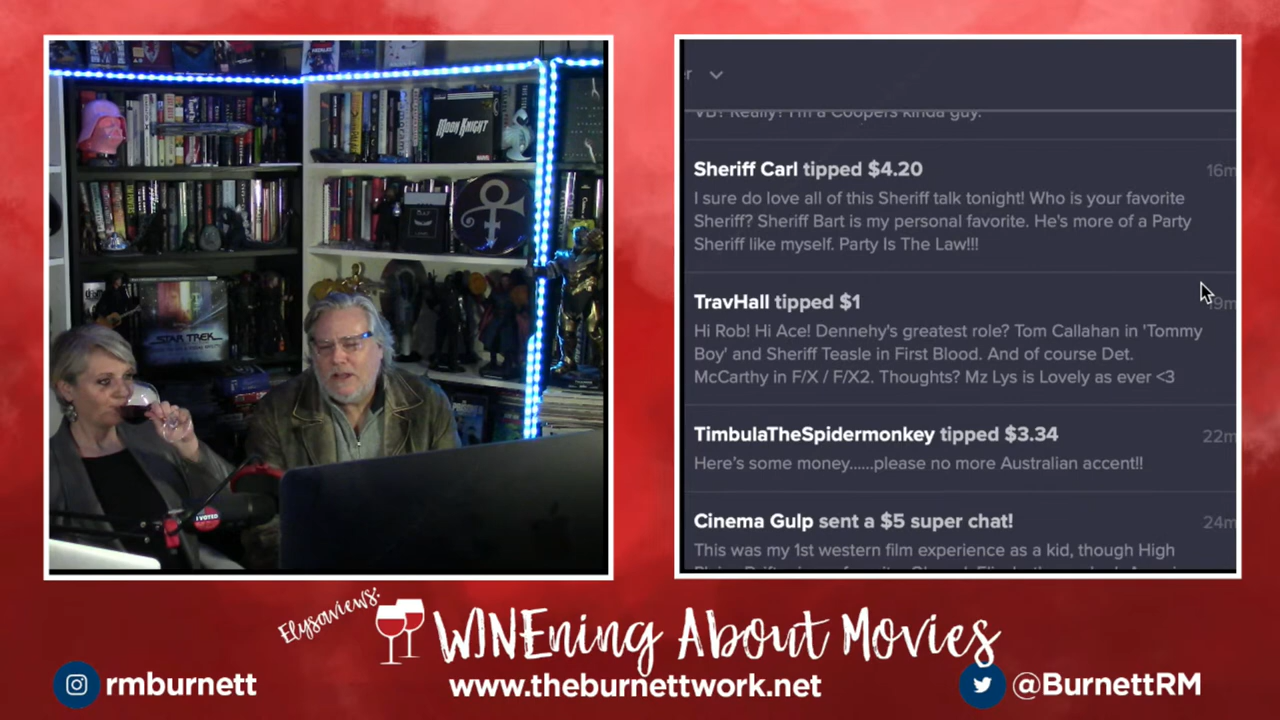 MOON KNIGHT
STAR TREK
I VOTED
r
VB? Really? I'm a Coopers kinda guy.
Sheriff Carl tipped $4.20
16m
I sure do love all of this Sheriff talk tonight! Who is your favorite
Sheriff? Sheriff Bart is my personal favorite. He's more of a Party
Sheriff like myself. Party Is The Law!!!
TravHall tipped $1
19m
Hi Rob! Hi Ace! Dennehy's greatest role? Tom Callahan in 'Tommy
Boy' and Sheriff Teasle in First Blood. And of course Det.
McCarthy in F/X / F/X2. Thoughts? Mz Lys is Lovely as ever <3
TimbulaTheSpidermonkey tipped $3.34
22m
Here's some money......please no more Australian accent!!
Cinema Gulp sent a $5 super chat!
24m
This was my 1st western film experience as a kid, though High
Elysaviews:
WINEning About Movies
rmburnett
www.theburnettwork.net
@BurnettRM